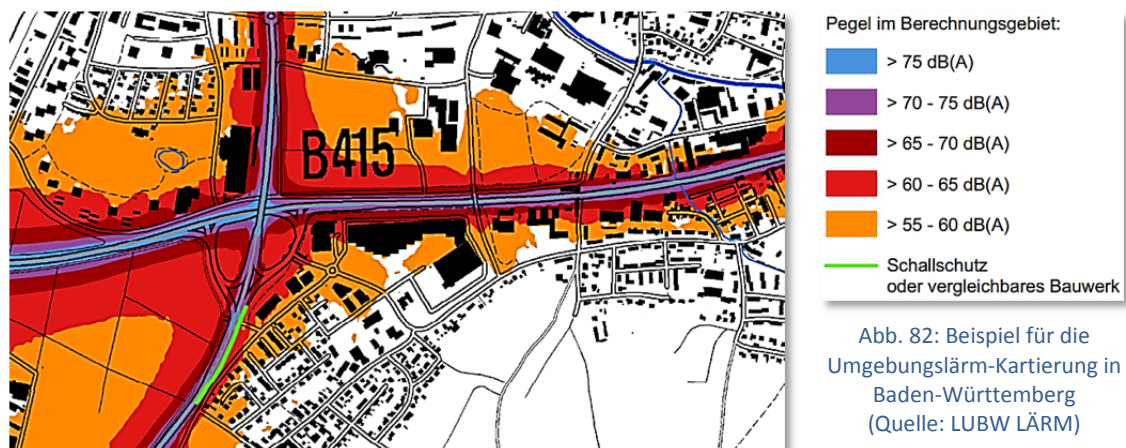 B415
Pegel im Berechnungsgebiet:
> 75 dB(A)
> 70 - 75 dB(A)
> 65 - 70 dB(A)
> 60 - 65 dB(A)
> 55 - 60 dB(A)
Schallschutz
oder vergleichbares Bauwerk
Abb. 82: Beispiel für die
Umgebungslärm-Kartierung in
Baden-Württemberg
(Quelle: LUBW LÄRM)